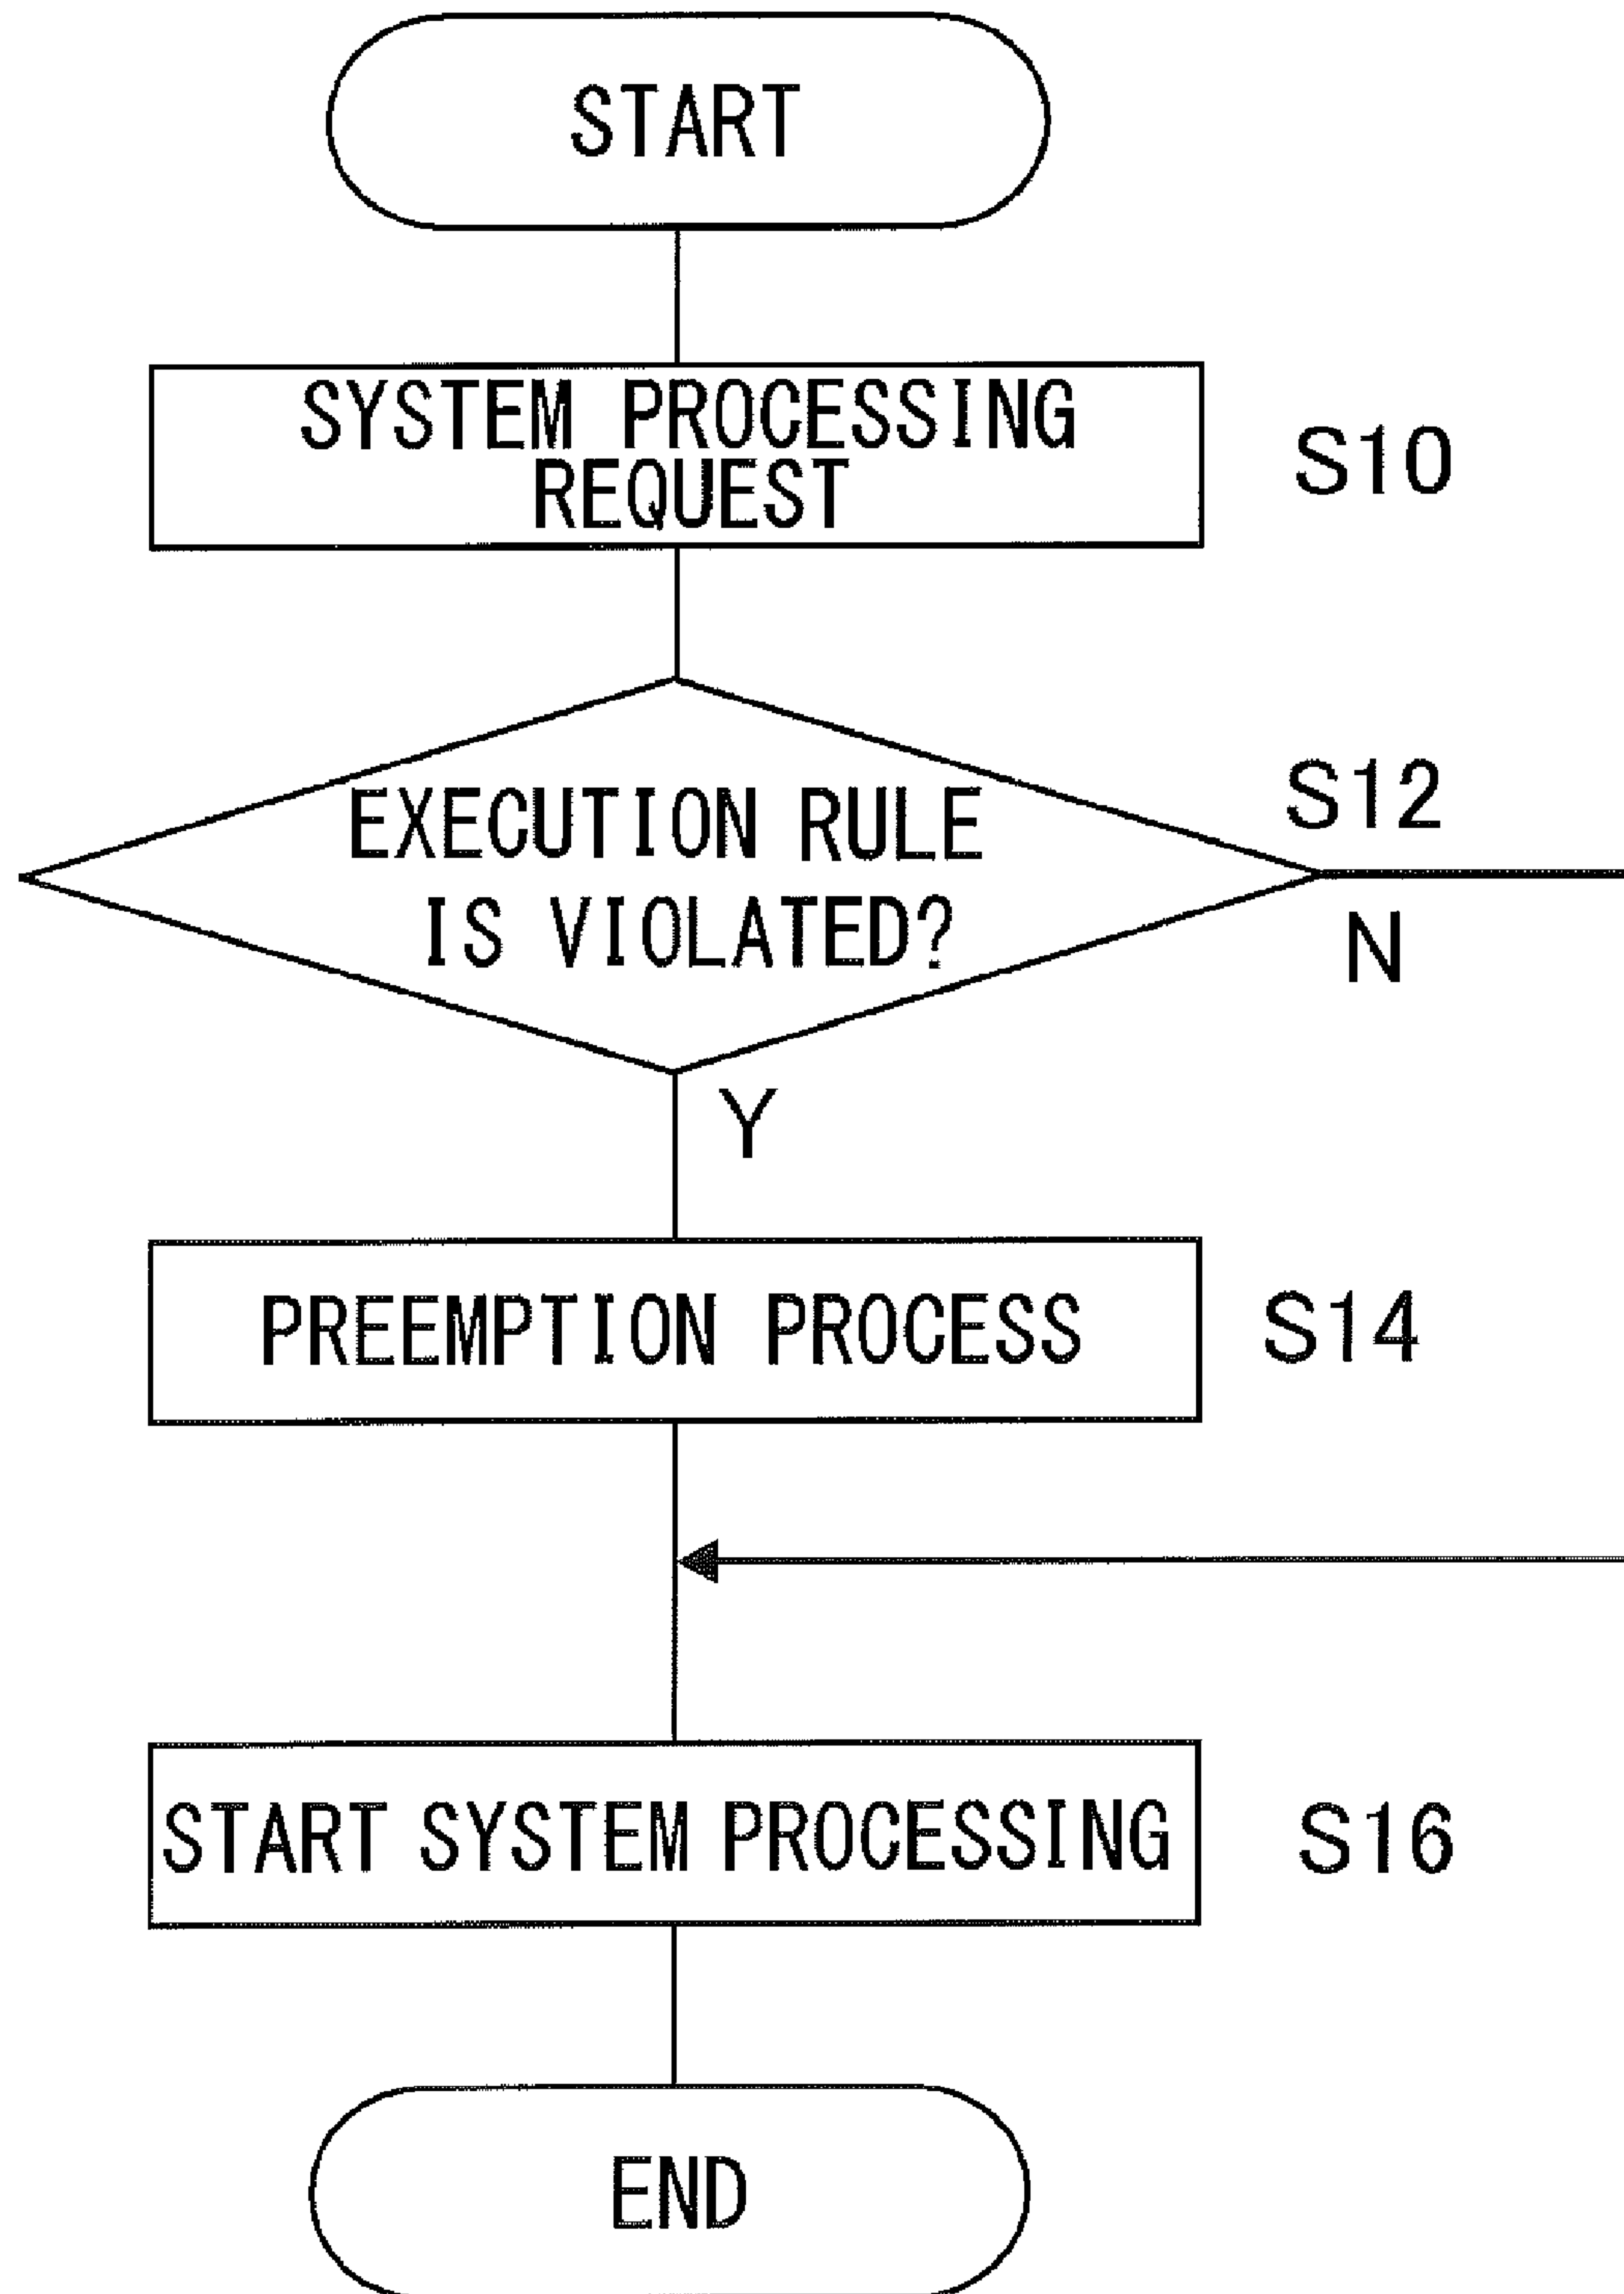 START
SYSTEM PROCESSING
REQUEST
S10
EXECUTION RULE
IS VIOLATED?
S12
N
Y
PREEMPTION PROCESS
S14
START SYSTEM PROCESSING
S16
END